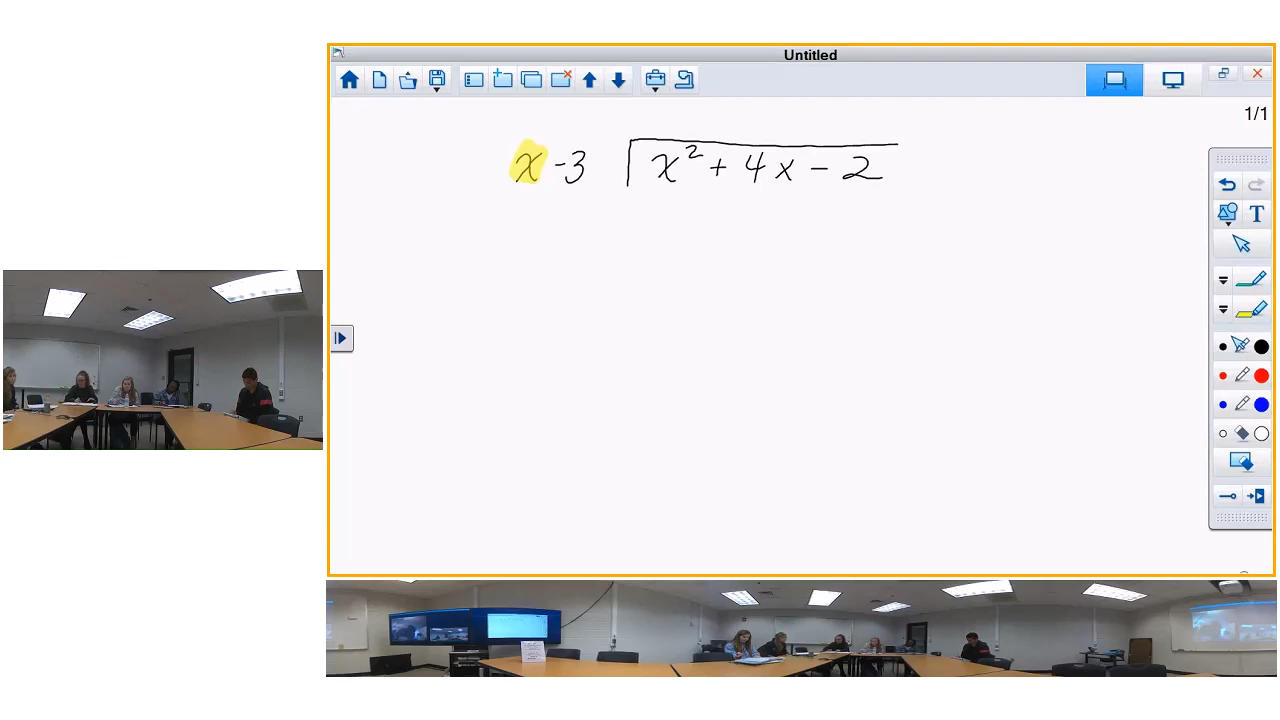 Untitled
1/1
x - 3 x² + 4x - 2
T